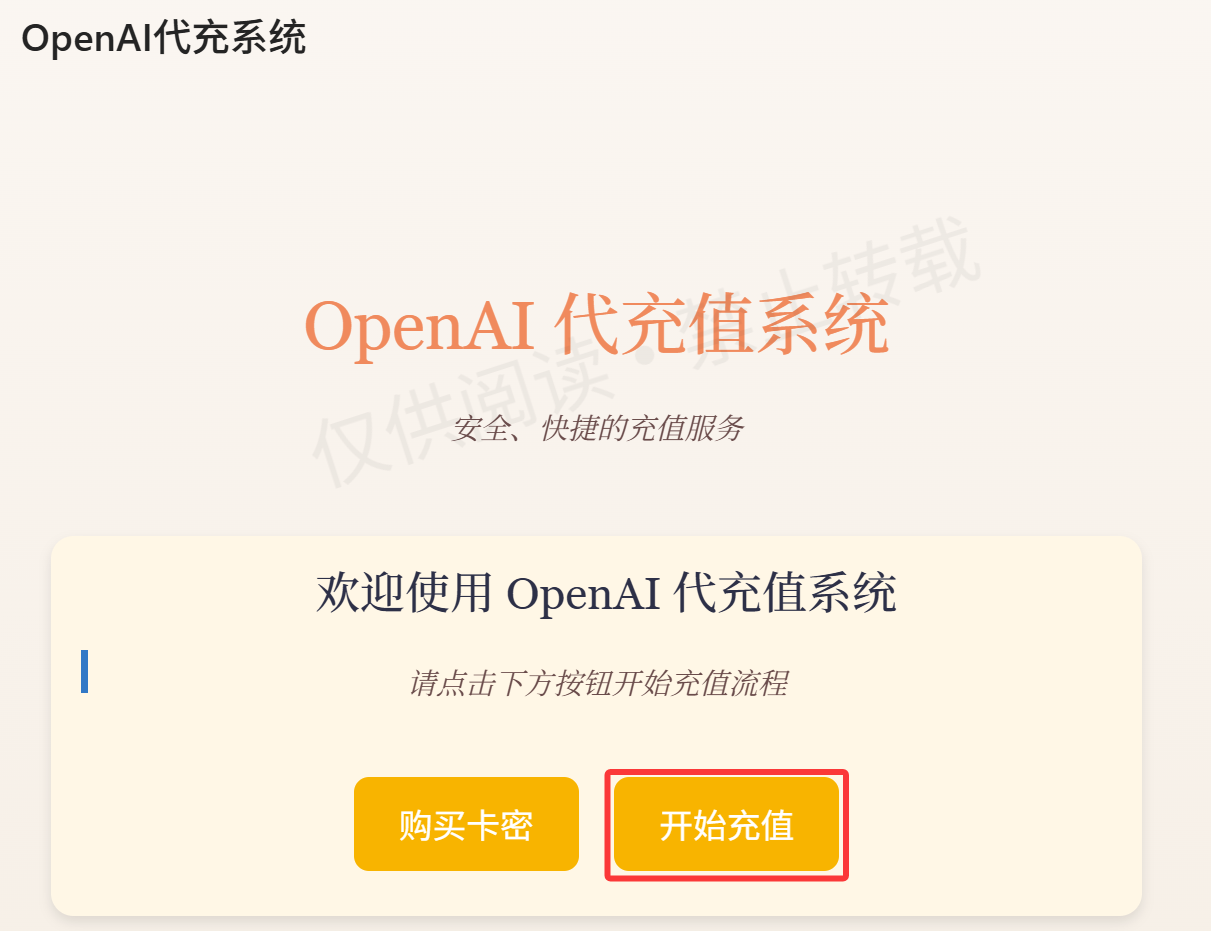 OpenAI代充系统
OpenAI 代充值系统
仅供阅读·禁止转载
安全、快捷的充值服务
欢迎使用 OpenAI 代充值系统
请点击下方按钮开始充值流程
购买卡密
开始充值